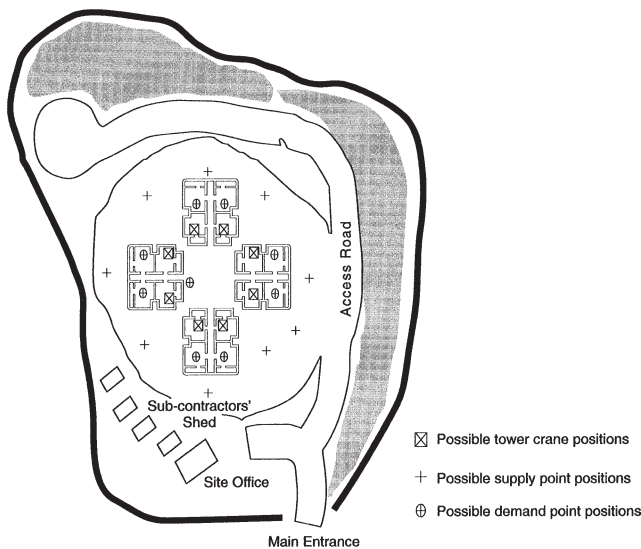 Access Road
Sub-contractors'
Shed
Site Office
Main Entrance
Possible tower crane positions
Possible supply point positions
Possible demand point positions